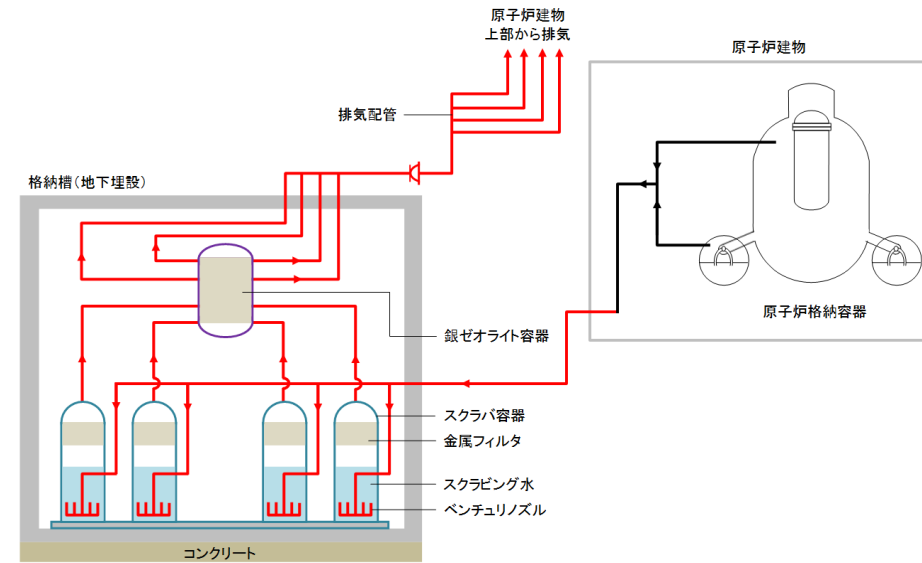 原子炉建物
上部から排気
原子炉建物
排気配管
格納槽（地下埋設）
原子炉格納容器
銀ゼオライト容器
スクラバ容器
金属フィルタ
スクラビング水
ベンチュリノズル
コンクリート